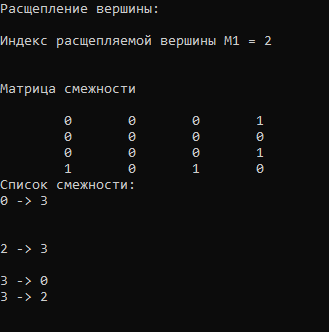 Расщепление вершины:
Индекс расщепляемой вершины M1 = 2
Матрица смежности
0 0 0 1
0 0 0 0
0 0 0 1
1 0 1 0
Список смежности:
0 -> 3
2 -> 3
3 -> 0
3 -> 2